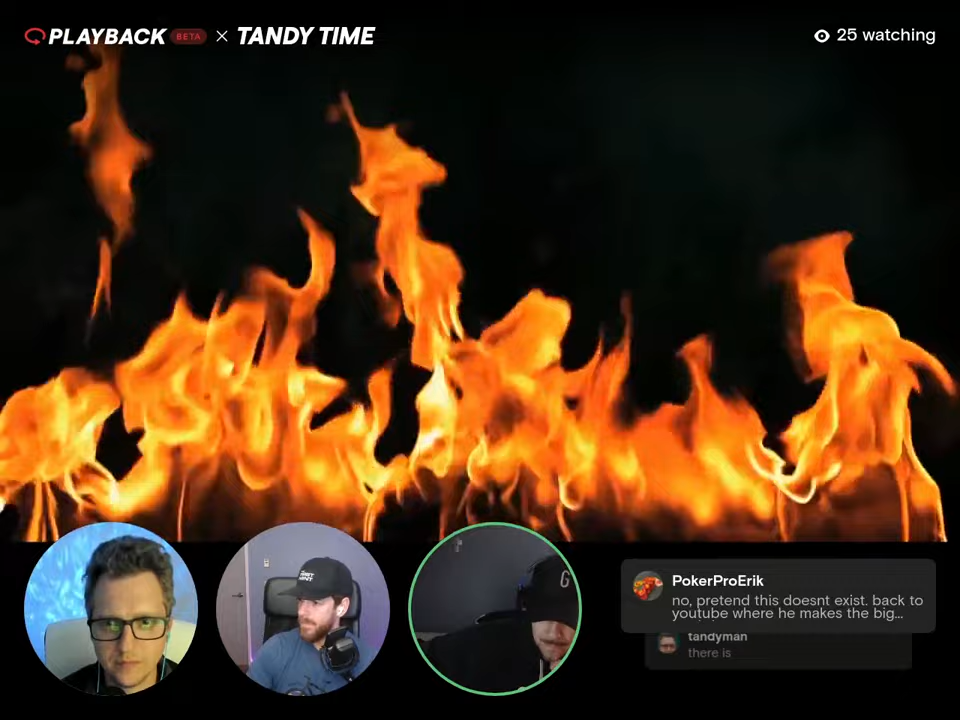 PLAYBACK BETA × TANDY TIME
25 watching
G
PokerProErik
no, pretend this doesnt exist. back to
youtube where he makes the big...
tandyman
there is